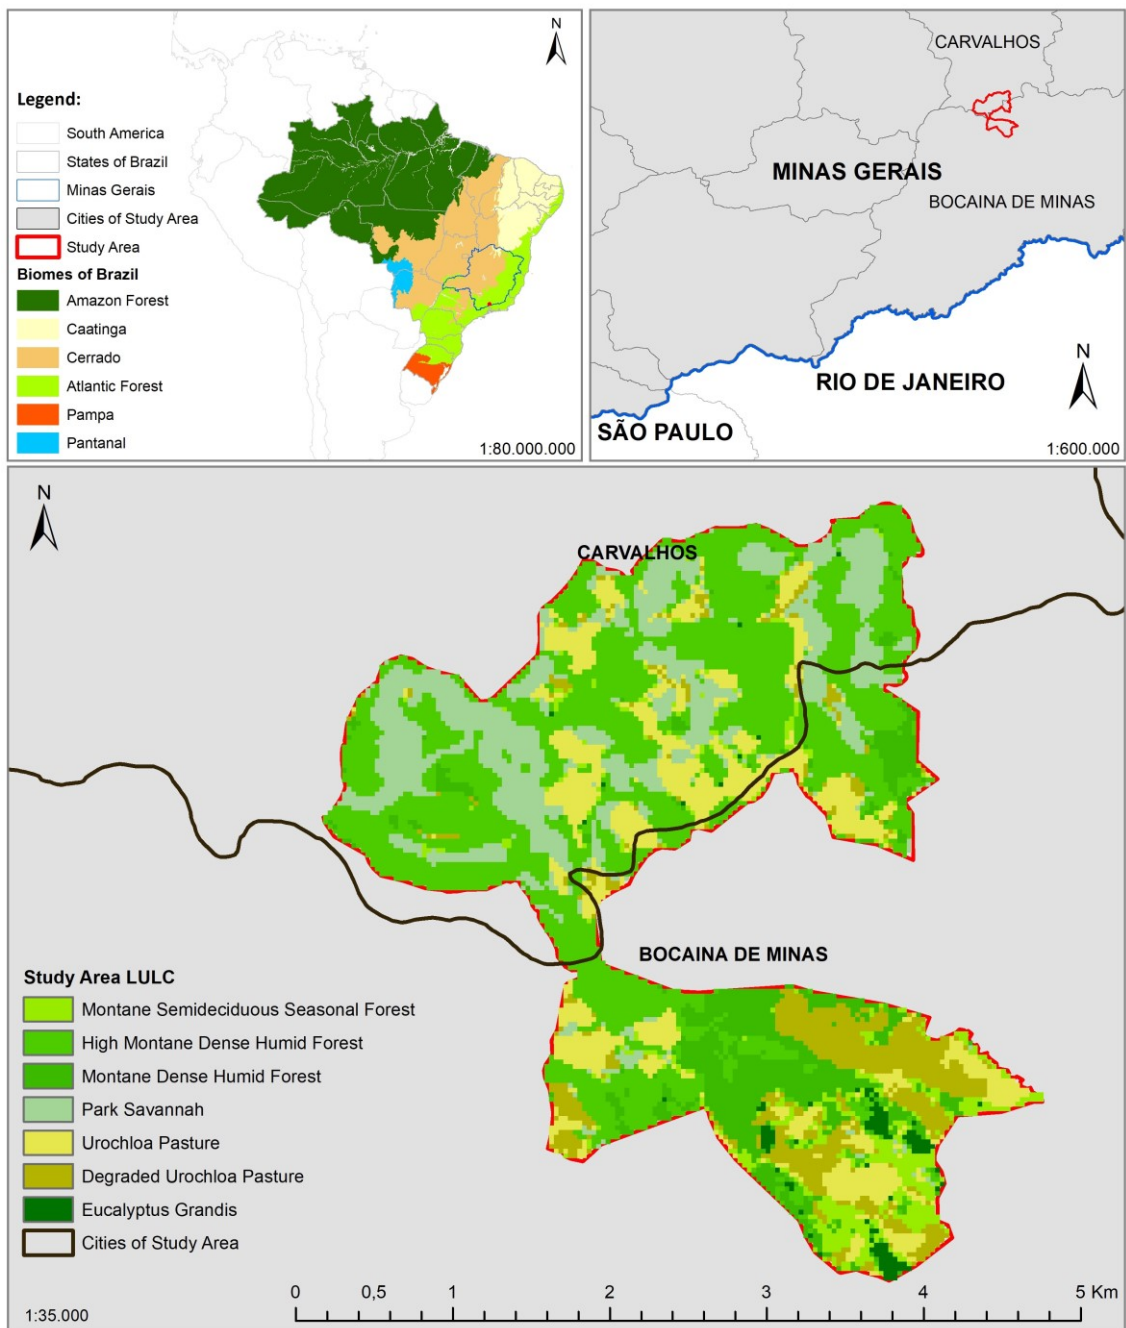 N
Legend:
South America
States of Brazil
Minas Gerais
Cities of Study Area
Study Area
Biomes of Brazil
Amazon Forest
Caatinga
Cerrado
Atlantic Forest
Pampa
Pantanal
1:80.000.000
CARVALHOS
MINAS GERAIS
BOCAINA DE MINAS
N
RIO DE JANEIRO
SÃO PAULO
1:600.000
N
CARVALHOS
BOCAINA DE MINAS
Study Area LULC
Montane Semideciduous Seasonal Forest
High Montane Dense Humid Forest
Montane Dense Humid Forest
Park Savannah
Urochloa Pasture
Degraded Urochloa Pasture
Eucalyptus Grandis
Cities of Study Area
0 0,5 1 2 3 4 5 Km
1:35.000